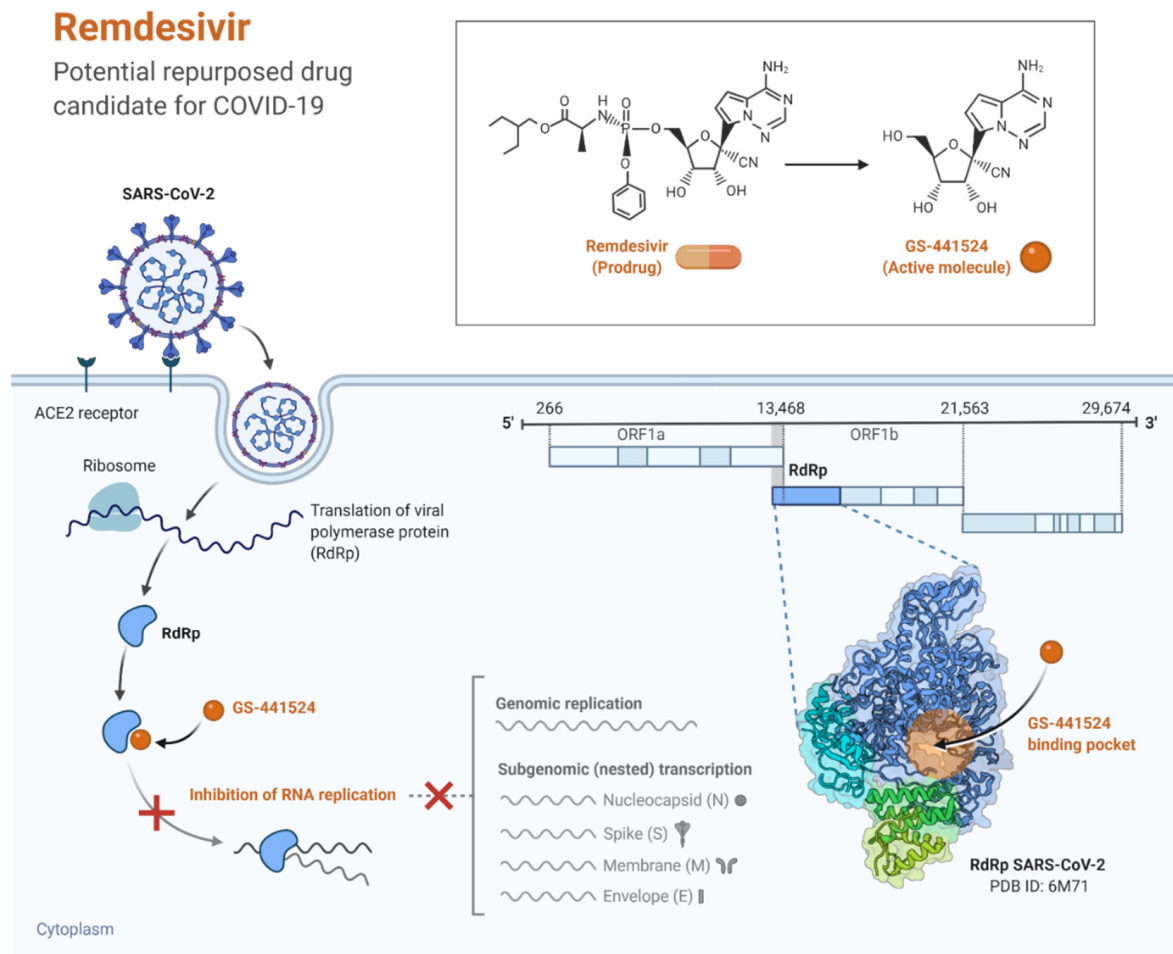 Remdesivir
Potential repurposed drug
candidate for COVID-19
NH₂
N
N
N
N
O
O
H
N
O
P
O
O
O
CN
HO
OH
NH₂
N
N
N
N
HO
O
CN
HO
OH
Remdesivir
(Prodrug)
GS-441524
(Active molecule)
SARS-CoV-2
ACE2 receptor
Ribosome
Translation of viral
polymerase protein
(RdRp)
RdRp
GS-441524
Inhibition of RNA replication
Genomic replication
Subgenomic (nested) transcription
Nucleocapsid (N)
Spike (S)
Membrane (M)
Envelope (E)
266
13,468
21,563
29,674
5'
3'
ORF1a
ORF1b
RdRp
GS-441524
binding pocket
RdRp SARS-CoV-2
PDB ID: 6M71
Cytoplasm